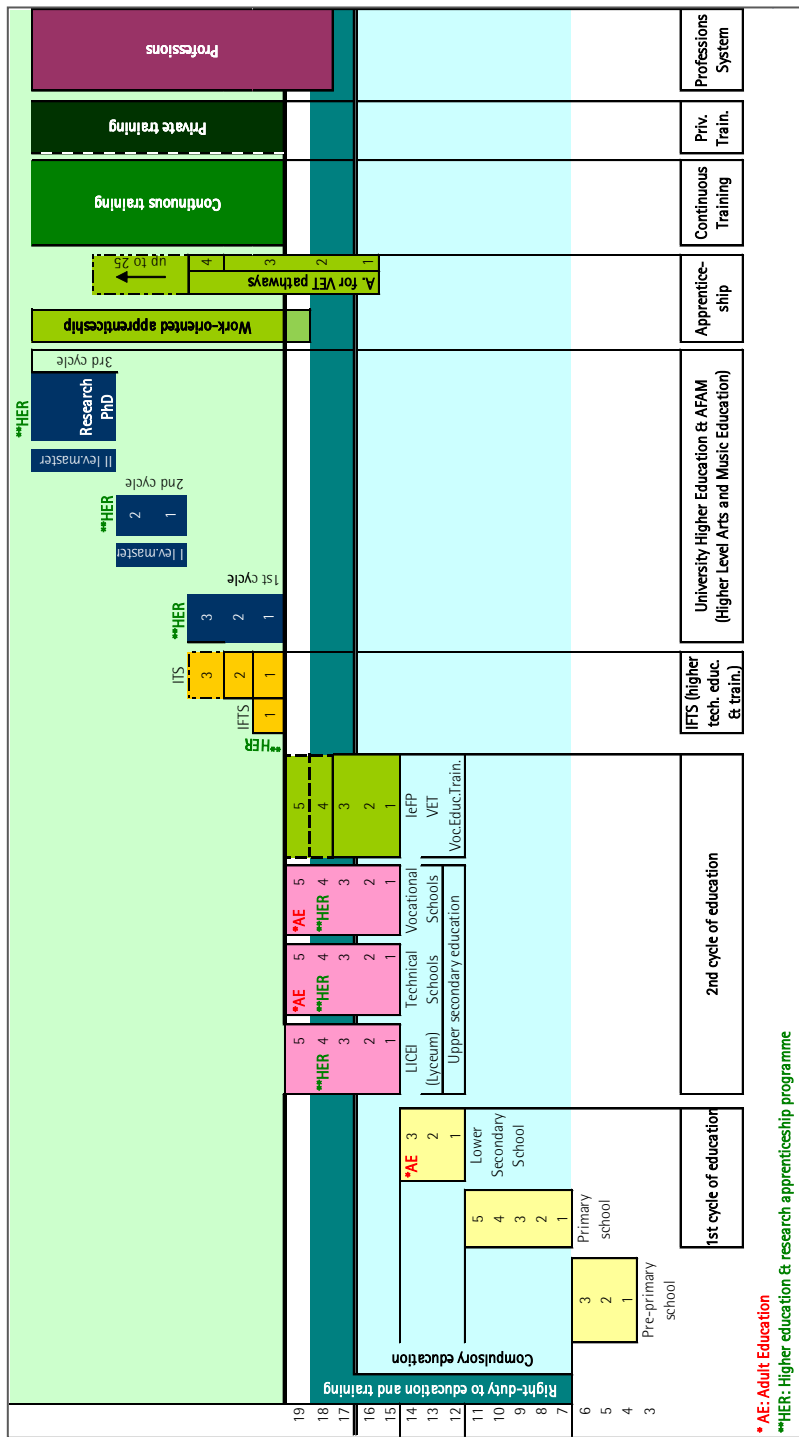 19
18
17
16
15
14
13
12
11
10
9
8
7
6
5
4
3
Right-duty to education and training
Compulsory education
3
2
1
Pre-primary
school
5
4
3
2
1
Primary
school
*AE
3
2
1
Lower
Secondary
School
1st cycle of education
5
**HER
4
3
2
1
LICEI
(Lyceum)
*AE
5
**HER
4
3
2
1
Technical
Schools
*AE
5
**HER
4
3
2
1
Vocational
Schools
Upper secondary education
5
4
3
2
1
IeFP
VET
Voc.Educ.Train.
2nd cycle of education
**HER
IFTS
1
ITS
3
2
1
IFTS (higher
tech. educ.
& train.)
**HER
3
2
1
1st cycle
I lev.master
**HER
2
1
2nd cycle
II lev.master
**HER
Research
PhD
3rd cycle
University Higher Education & AFAM
(Higher Level Arts and Music Education)
Work-oriented apprenticeship
up to 25
A. for VET pathways
4
3
2
1
Apprentice-
ship
Continuous training
Continuous
Training
Private training
Priv.
Train.
Professions
Professions
System
* AE: Adult Education
**HER: Higher education & research apprenticeship programme